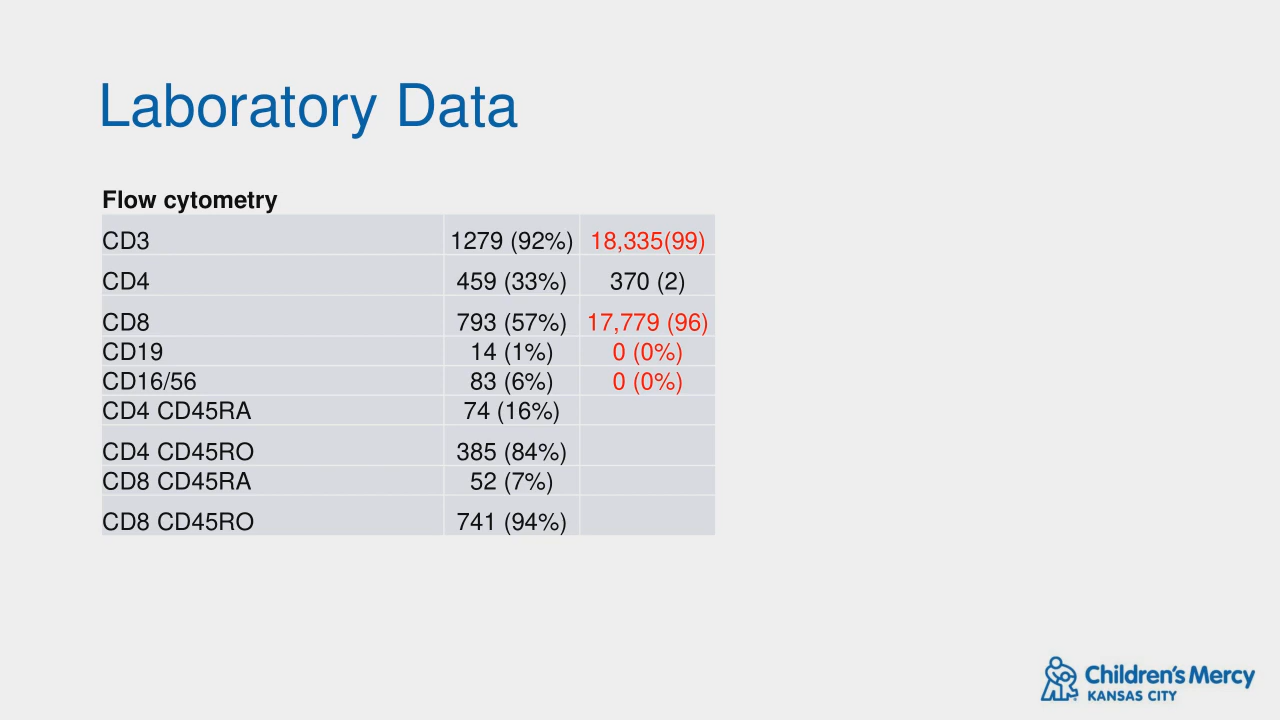 Laboratory Data
Flow cytometry
CD3 1279 (92%) 18,335(99)
CD4 459 (33%) 370 (2)
CD8 793 (57%) 17,779 (96)
CD19 14 (1%) 0 (0%)
CD16/56 83 (6%) 0 (0%)
CD4 CD45RA 74 (16%)
CD4 CD45RO 385 (84%)
CD8 CD45RA 52 (7%)
CD8 CD45RO 741 (94%)
Children's Mercy
KANSAS CITY